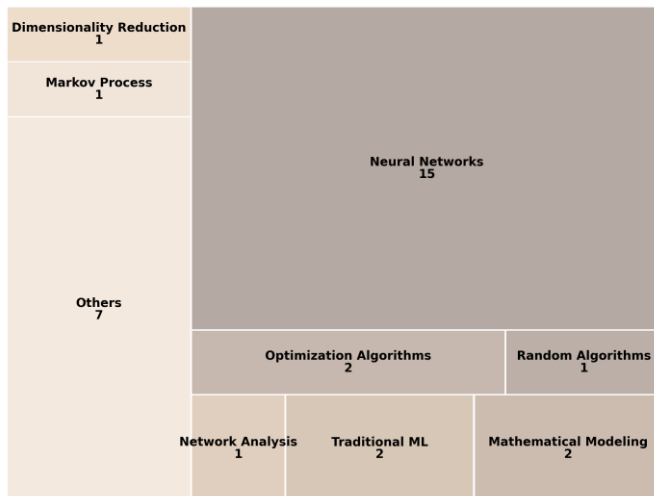 Dimensionality Reduction
1
Markov Process
1
Others
7
Neural Networks
15
Optimization Algorithms
2
Random Algorithms
1
Network Analysis
1
Traditional ML
2
Mathematical Modeling
2